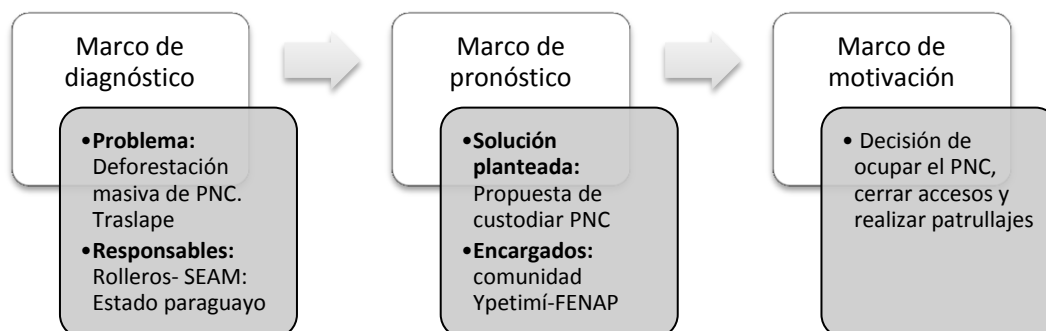 Marco de
diagnóstico
•Problema:
Deforestación
masiva de PNC.
Traslape
•Responsables:
Rolleros- SEAM:
Estado paraguayo
Marco de
pronóstico
•Solución
planteada:
Propuesta de
custodiar PNC
•Encargados:
comunidad
Ypetimí-FENAP
Marco de
motivación
• Decisión de
ocupar el PNC,
cerrar accesos y
realizar patrullajes